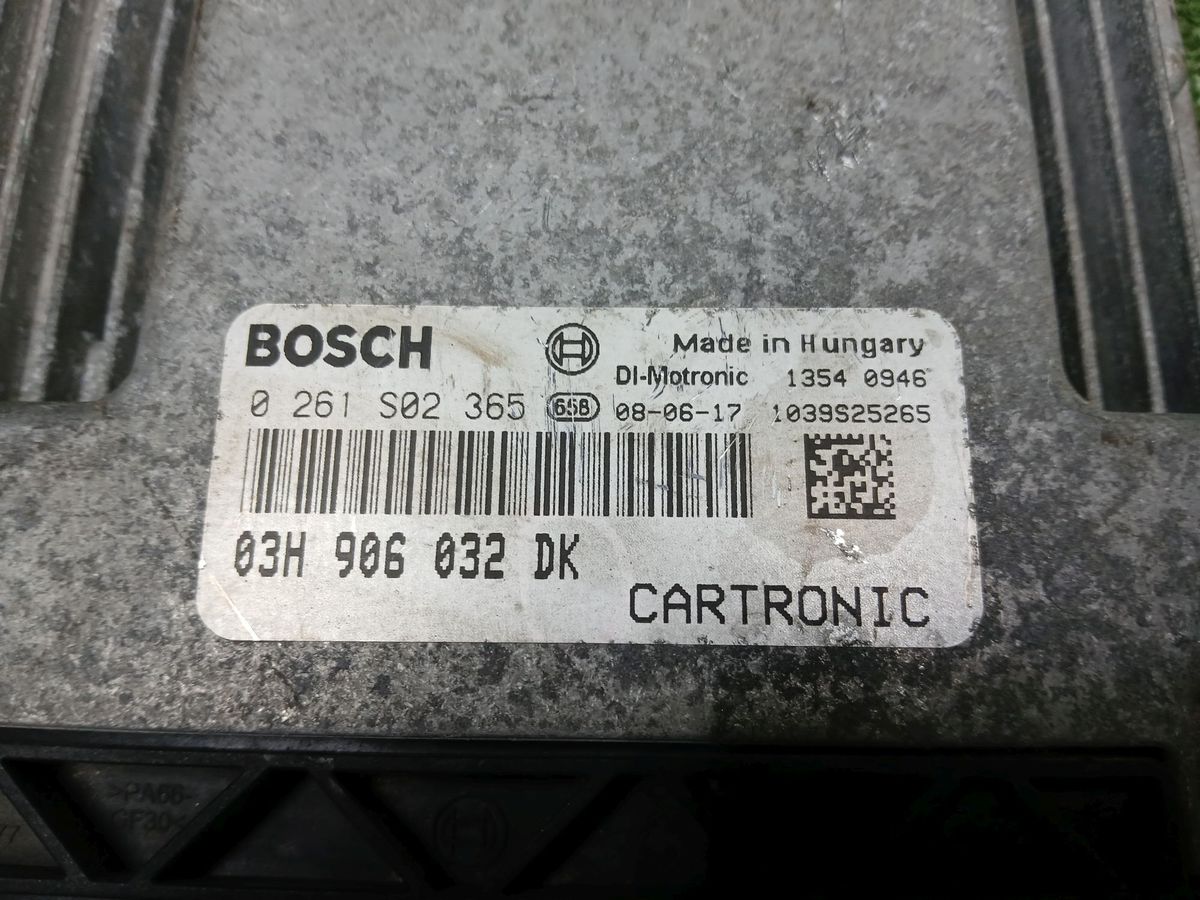 BOSCH
Made in Hungary
DI-Motronic 1354 0946
0 261 S02 365 658 08-06-17 1039S25265
03H 906 032 DK
CARTRONIC
>PA66-
GF30<